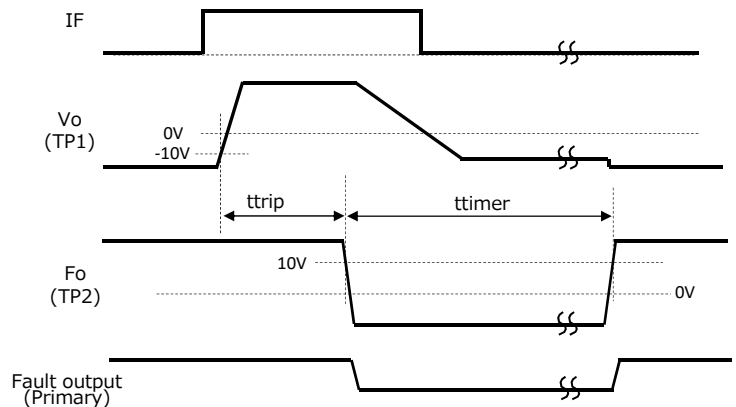 IF
Vo
(TP1)
0V
-10V
ttrip
ttimer
Fo
(TP2)
10V
0V
Fault output
(Primary)